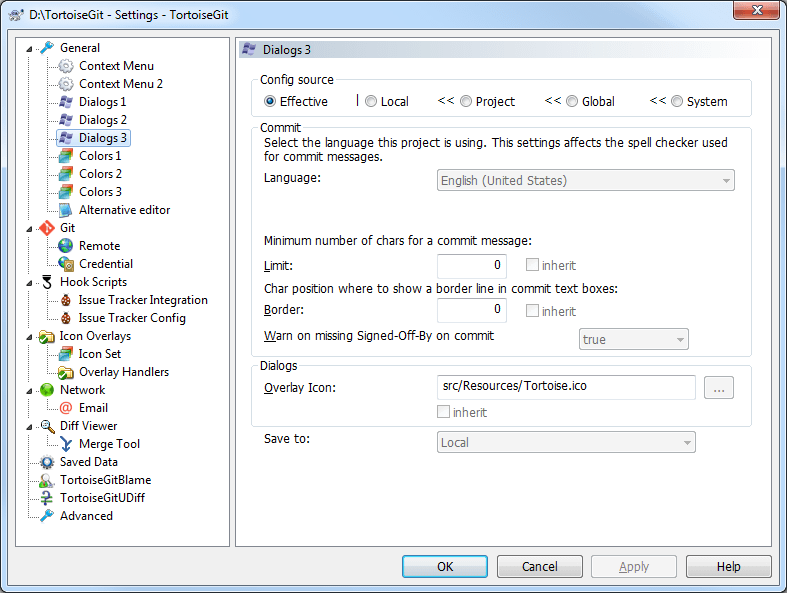 D:\TortoiseGit - Settings - TortoiseGit
General
Context Menu
Context Menu 2
Dialogs 1
Dialogs 2
Dialogs 3
Colors 1
Colors 2
Colors 3
Alternative editor
Git
Remote
Credential
Hook Scripts
Issue Tracker Integration
Issue Tracker Config
Icon Overlays
Icon Set
Overlay Handlers
Network
Email
Diff Viewer
Merge Tool
Saved Data
TortoiseGitBlame
TortoiseGitUDiff
Advanced
Dialogs 3
Config source
Effective | Local << Project << Global << System
Commit
Select the language this project is using. This settings affects the spell checker used
for commit messages.
Language: English (United States)
Minimum number of chars for a commit message:
Limit: 0 inherit
Char position where to show a border line in commit text boxes:
Border: 0 inherit
Warn on missing Signed-Off-By on commit true
Dialogs
Overlay Icon: src/Resources/Tortoise.ico ...
inherit
Save to: Local
OK Cancel Apply Help